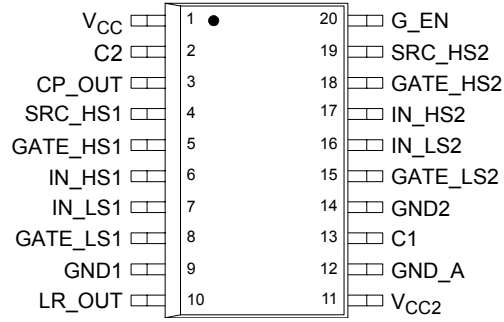 VCC 1 20 G_EN
C2 2 19 SRC_HS2
CP_OUT 3 18 GATE_HS2
SRC_HS1 4 17 IN_HS2
GATE_HS1 5 16 IN_LS2
IN_HS1 6 15 GATE_LS2
IN_LS1 7 14 GND2
GATE_LS1 8 13 C1
GND1 9 12 GND_A
LR_OUT 10 11 VCC2